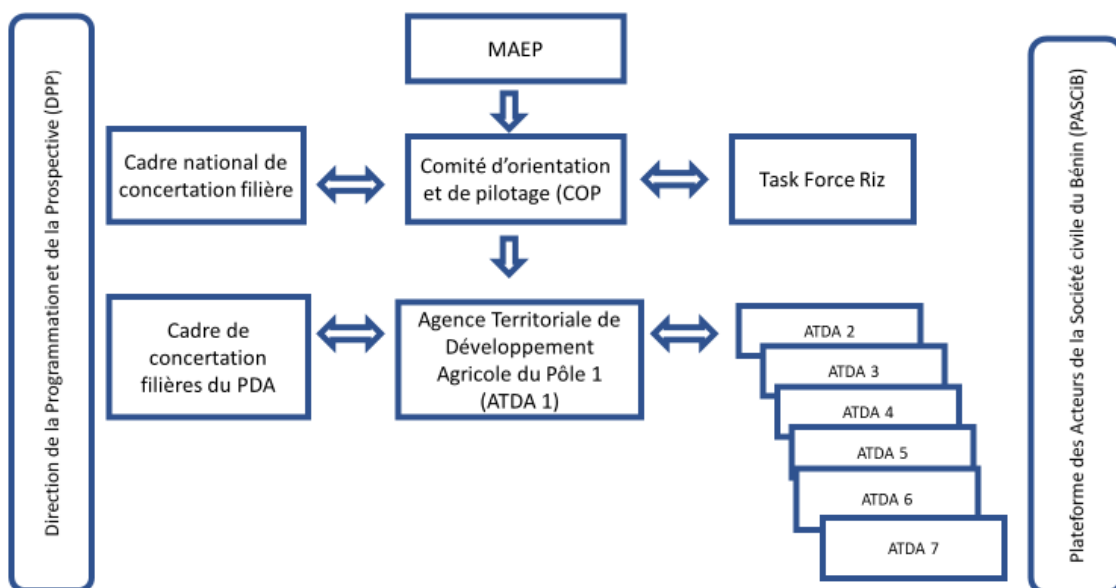 Direction de la Programmation et de la Prospective (DPP)
MAEP
Cadre national de
concertation filière
Comité d'orientation
et de pilotage (COP
Task Force Riz
Cadre de
concertation
filières du PDA
Agence Territoriale de
Développement
Agricole du Pôle 1
(ATDA 1)
ATDA 2
ATDA 3
ATDA 4
ATDA 5
ATDA 6
ATDA 7
Plateforme des Acteurs de la Société civile du Bénin (PASCiB)